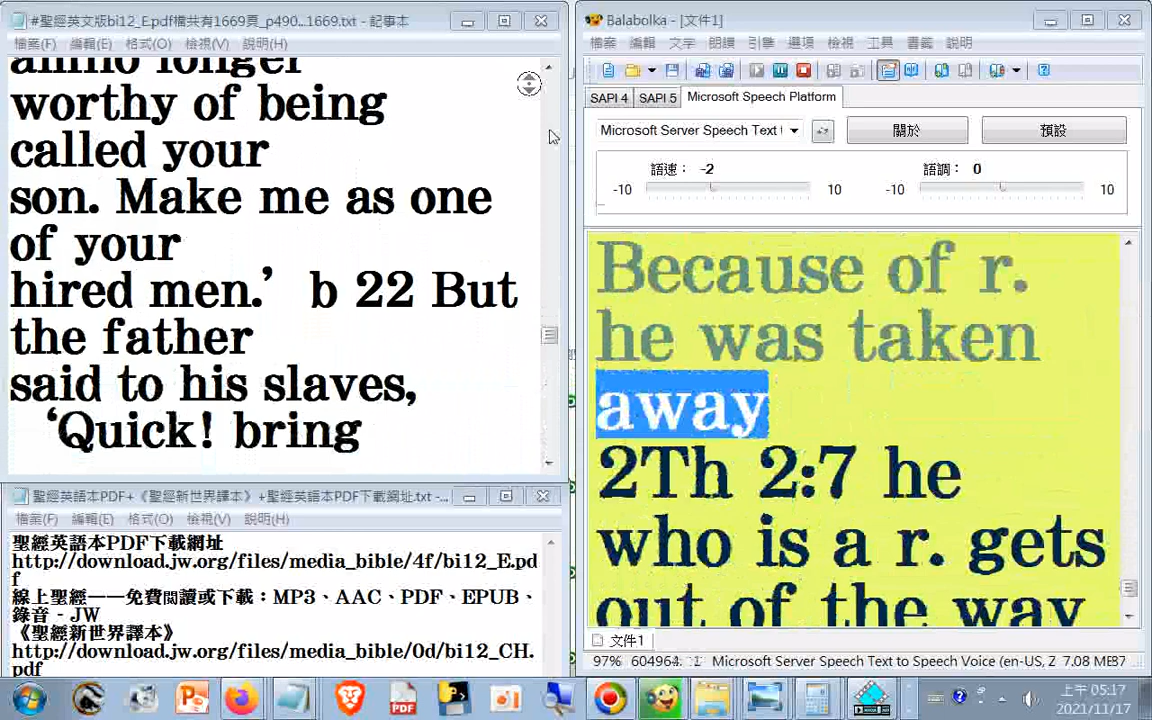 #聖經英文版bi12_E.pdf檔共有1669頁_p490...1669.txt - 記事本
檔案(F) 編輯(E) 格式(O) 檢視(V) 說明(H)
worthy of being
called your
son. Make me as one
of your
hired men.’ b 22 But
the father
said to his slaves,
‘Quick! bring
聖經英語本PDF+《聖經新世界譯本》+聖經英語本PDF下載網址.txt -...
檔案(F) 編輯(E) 格式(O) 檢視(V) 說明(H)
聖經英語本PDF下載網址
http://download.jw.org/files/media_bible/4f/bi12_E.pd
f
線上聖經——免費閱讀或下載：MP3、AAC、PDF、EPUB、
錄音 - JW
《聖經新世界譯本》
http://download.jw.org/files/media_bible/0d/bi12_CH.
pdf
Balabolka - [文件1]
檔案 編輯 文字 朗讀 引擎 選項 檢視 工具 書籤 說明
SAPI 4 SAPI 5 Microsoft Speech Platform
Microsoft Server Speech Text 關於 預設
語速： -2 語調： 0
-10 10 -10 10
Because of r.
he was taken
away
2Th 2:7 he
who is a r. gets
out of the way
文件1
97% 604964: 1 Microsoft Server Speech Text to Speech Voice (en-US, Z 7.08 MB
上午 05:17
2021/11/17